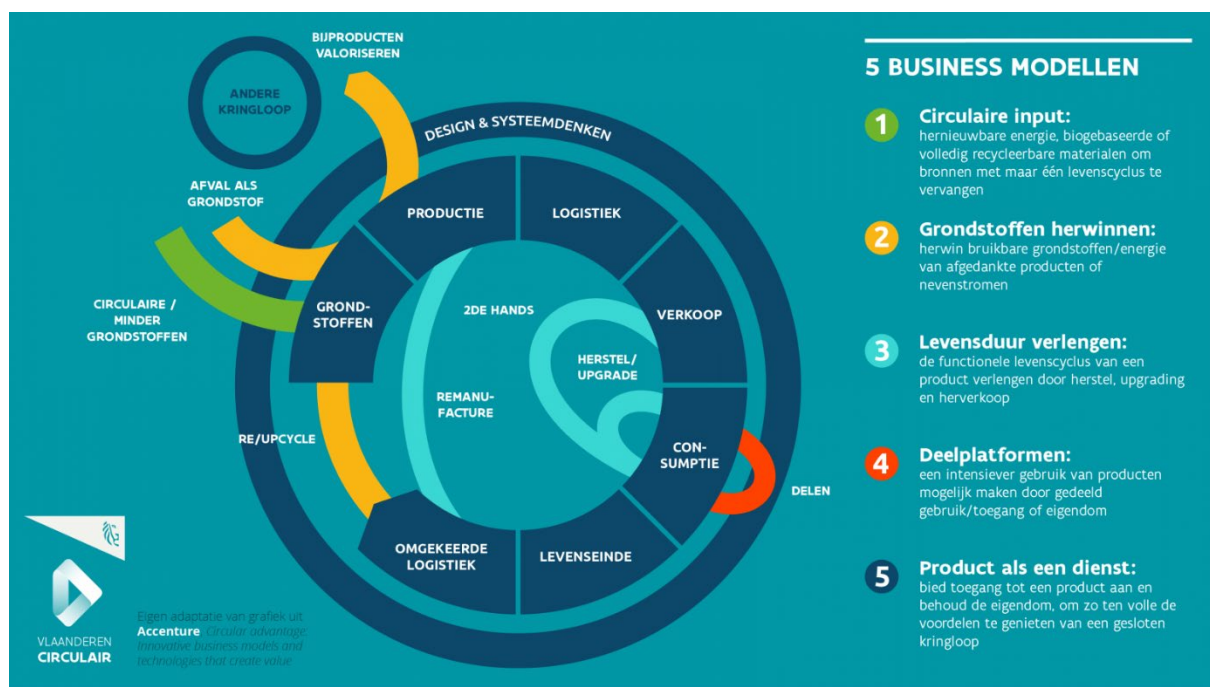 BIJPRODUCTEN
VALORISEREN
ANDERE
KRINGLOOP
DESIGN & SYSTEEMDENKEN
AFVAL ALS
GRONDSTOF
PRODUCTIE
LOGISTIEK
CIRCULAIRE /
MINDER
GRONDSTOFFEN
GROND-
STOFFEN
2DE HANDS
VERKOOP
HERSTEL/
UPGRADE
REMANU-
FACTURE
RE/UPCYCLE
CON-
SUMPTIE
DELEN
OMGEKEERDE
LOGISTIEK
LEVENSEINDE
VLAANDEREN
CIRCULAIR
Eigen adaptatie van grafiek uit
Accenture, Circular advantage.
Innovative business models and
technologies that create value
5 BUSINESS MODELLEN
1 Circulaire input:
hernieuwbare energie, biogebaseerde of
volledig recycleerbare materialen om
bronnen met maar één levenscyclus te
vervangen
2 Grondstoffen herwinnen:
herwin bruikbare grondstoffen/energie
van afgedankte producten of
nevenstromen
3 Levensduur verlengen:
de functionele levenscyclus van een
product verlengen door herstel, upgrading
en herverkoop
4 Deelplatformen:
een intensiever gebruik van producten
mogelijk maken door gedeeld
gebruik/toegang of eigendom
5 Product als een dienst:
bied toegang tot een product aan en
behoud de eigendom, om zo ten volle de
voordelen te genieten van een gesloten
kringloop